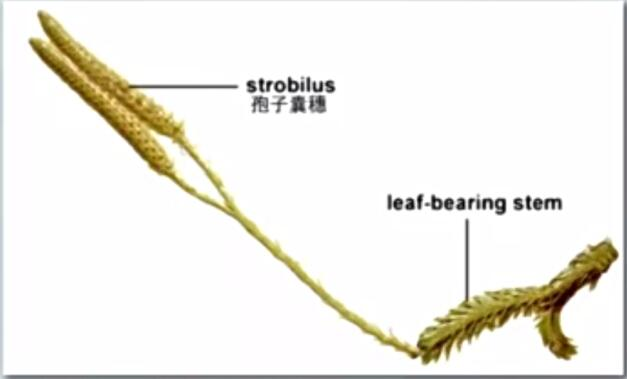 strobilus
孢子囊穗
leaf-bearing stem